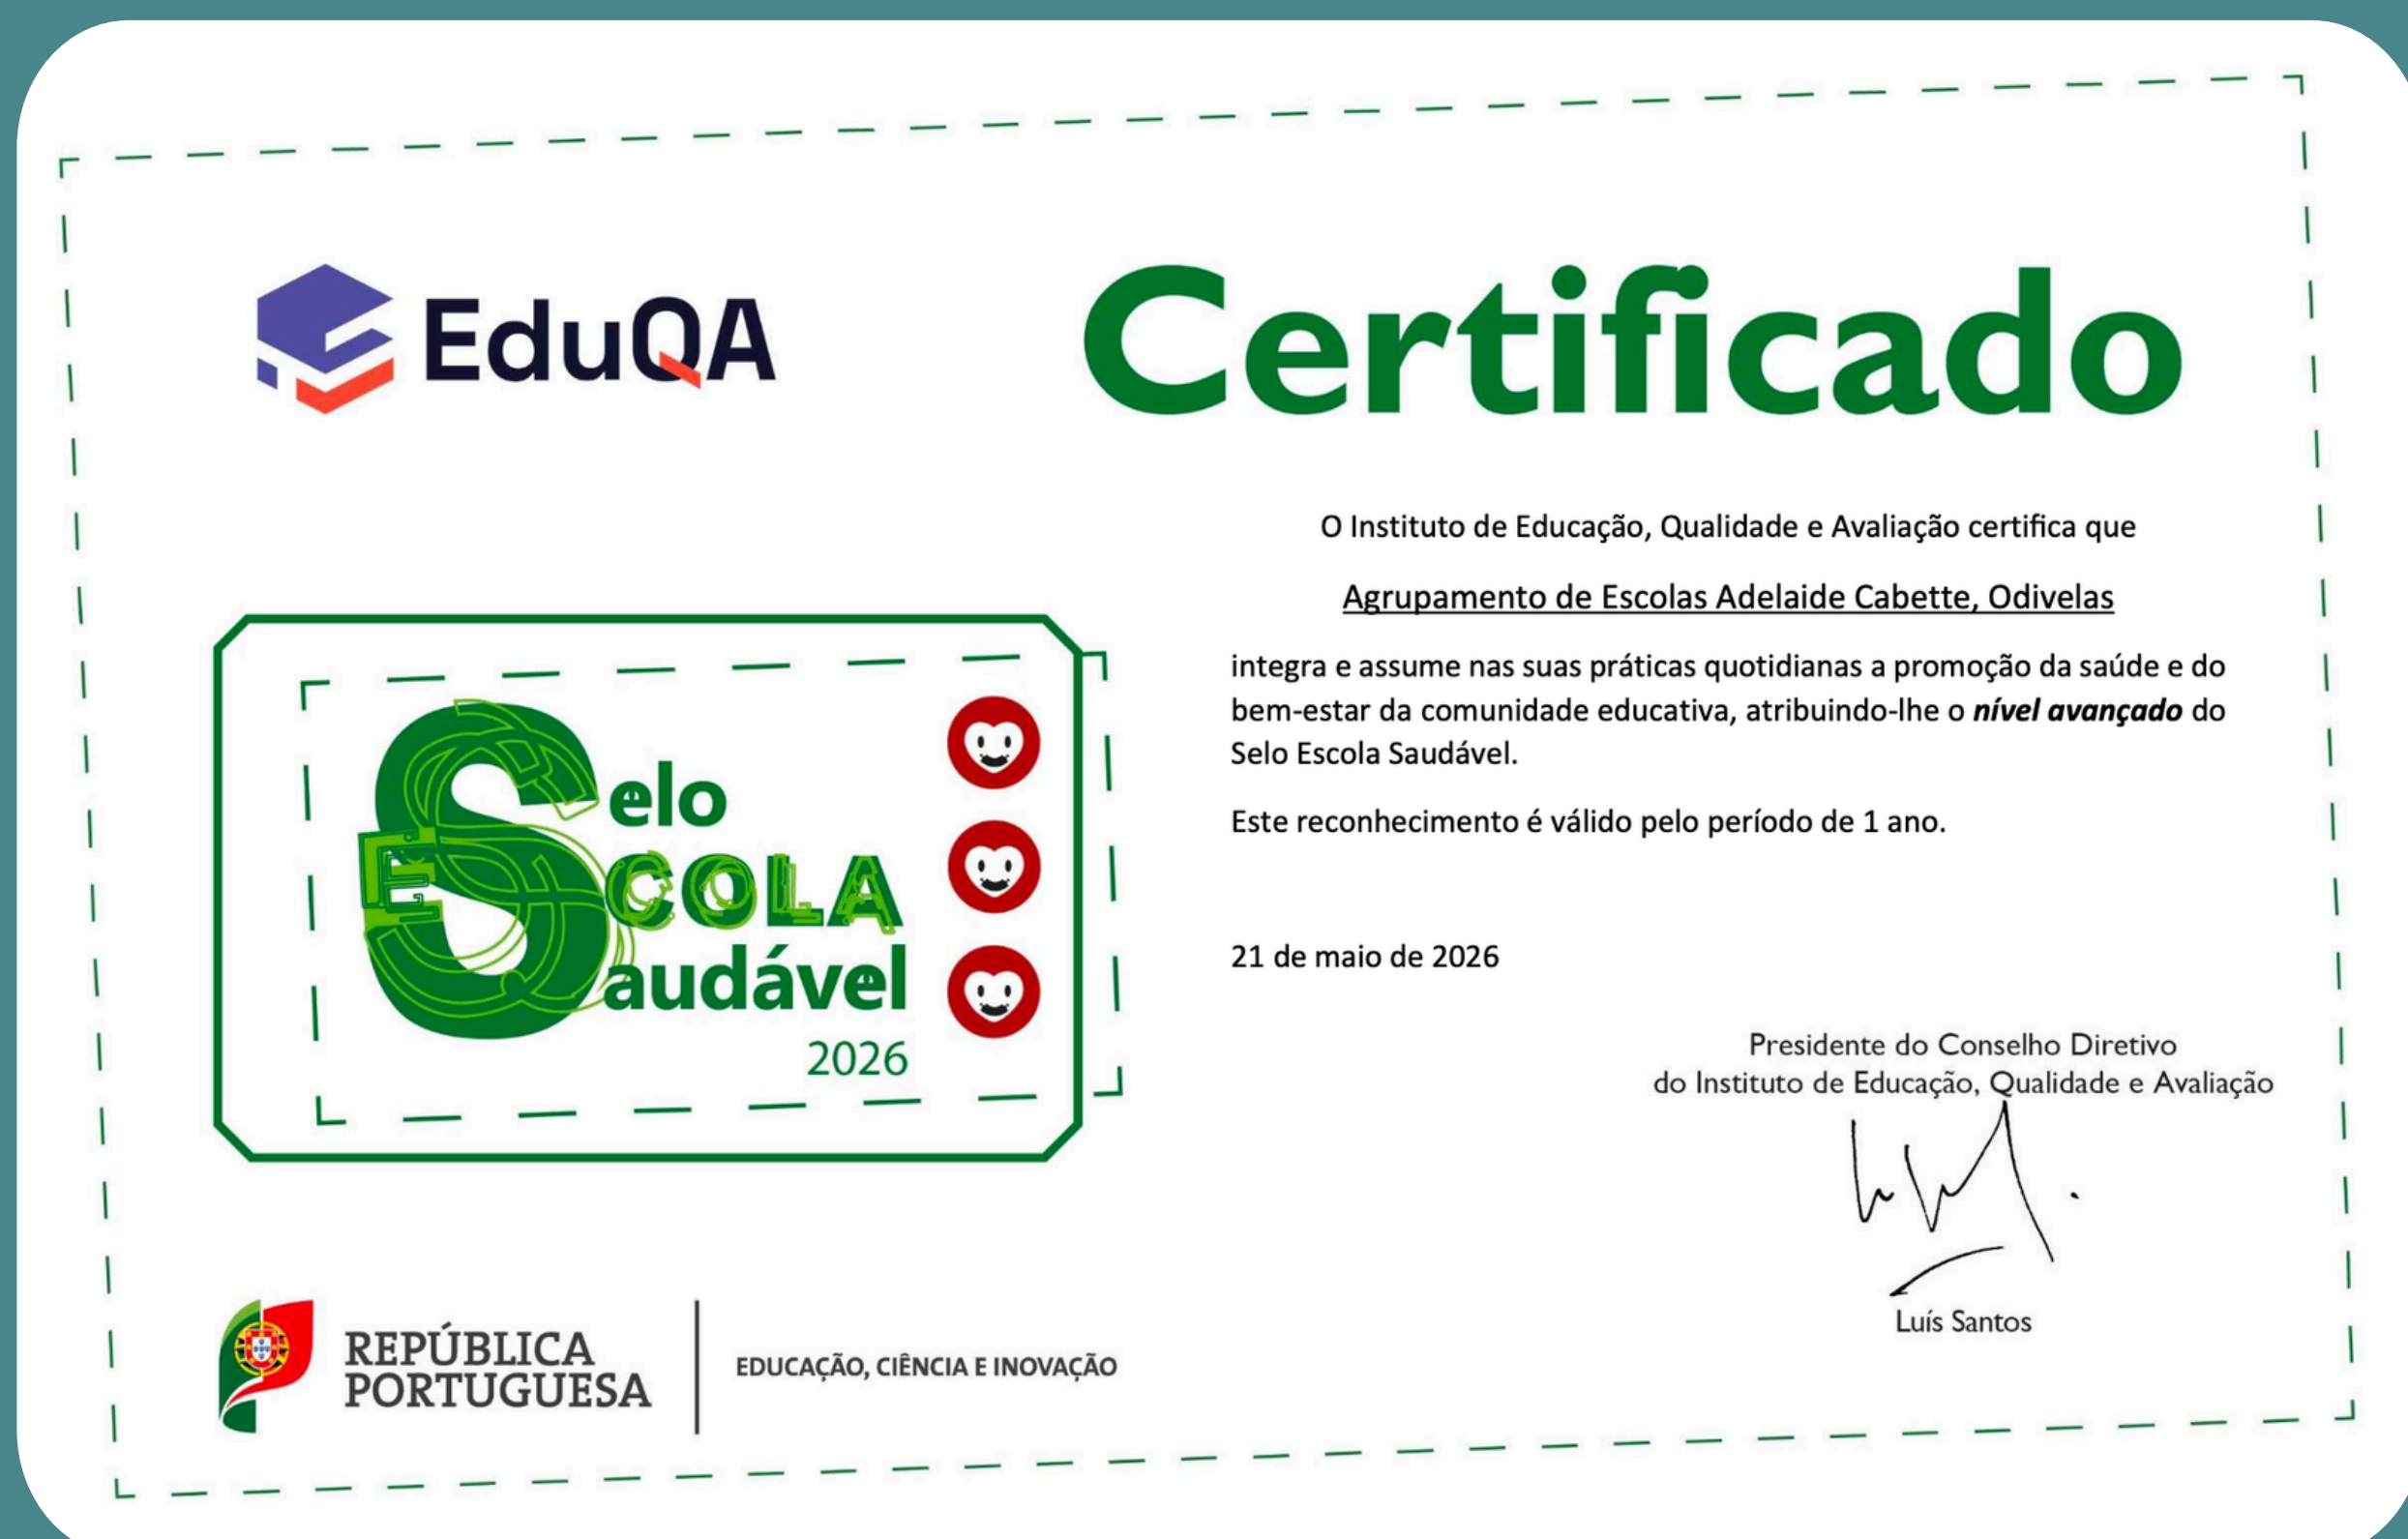 EduQA
Certificado
O Instituto de Educação, Qualidade e Avaliação certifica que
Agrupamento de Escolas Adelaide Cabette, Odivelas
integra e assume nas suas práticas quotidianas a promoção da saúde e do
bem-estar da comunidade educativa, atribuindo-lhe o nível avançado do
Selo Escola Saudável.
Este reconhecimento é válido pelo período de 1 ano.
21 de maio de 2026
Presidente do Conselho Diretivo
do Instituto de Educação, Qualidade e Avaliação
Luís Santos
Selo
ESCOLA
Saudável
2026
REPÚBLICA
PORTUGUESA
EDUCAÇÃO, CIÊNCIA E INOVAÇÃO